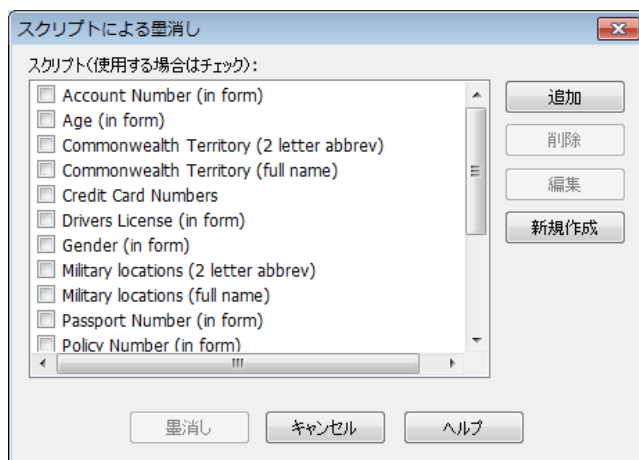 スクリプトによる墨消し
スクリプト(使用する場合はチェック):
Account Number (in form)
Age (in form)
Commonwealth Territory (2 letter abbrev)
Commonwealth Territory (full name)
Credit Card Numbers
Drivers License (in form)
Gender (in form)
Military locations (2 letter abbrev)
Military locations (full name)
Passport Number (in form)
Policy Number (in form)
追加
削除
編集
新規作成
墨消し
キャンセル
ヘルプ